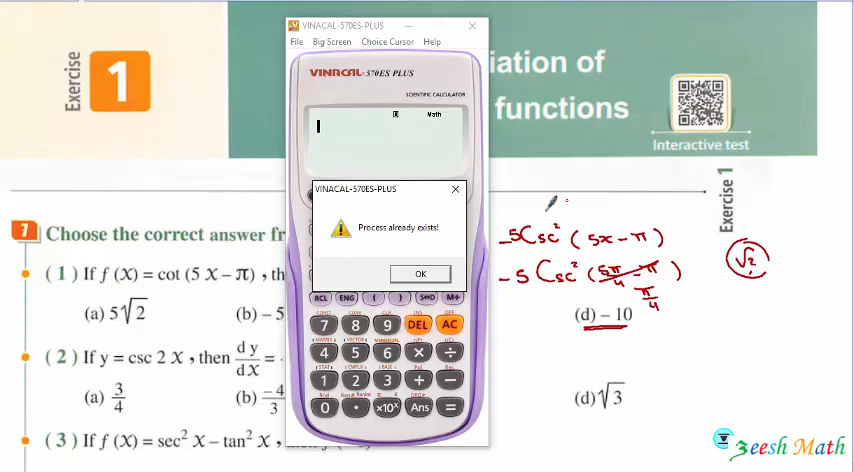 VINACAL-570ES-PLUS
File Big Screen Choice Cursor Help
Exercise 1
iation of
functions
Interactive test
VINACAL 570ES PLUS
SCIENTIFIC CALCULATOR
Math
VINACAL-570ES-PLUS
Process already exists!
OK
Exercise 1
7 Choose the correct answer fr
-5Csc² (5x-π)
(1) If f (X) = cot (5 X – π) , th
-5 Csc² (5π/4 - π)
π/4
√2
(a) 5√2
(b) – 5
(d) – 10
(2) If y = csc 2 X , then dy/dX =
(a) 3/4
(b) –4/3
(d) √3
(3) If f (X) = sec² X – tan² X ,
RCL ENG ( ) S⇔D M+
7 8 9 DEL AC
4 5 6 × ÷
1 2 3 + −
0 • ×10ˣ Ans =
Zeesh Math